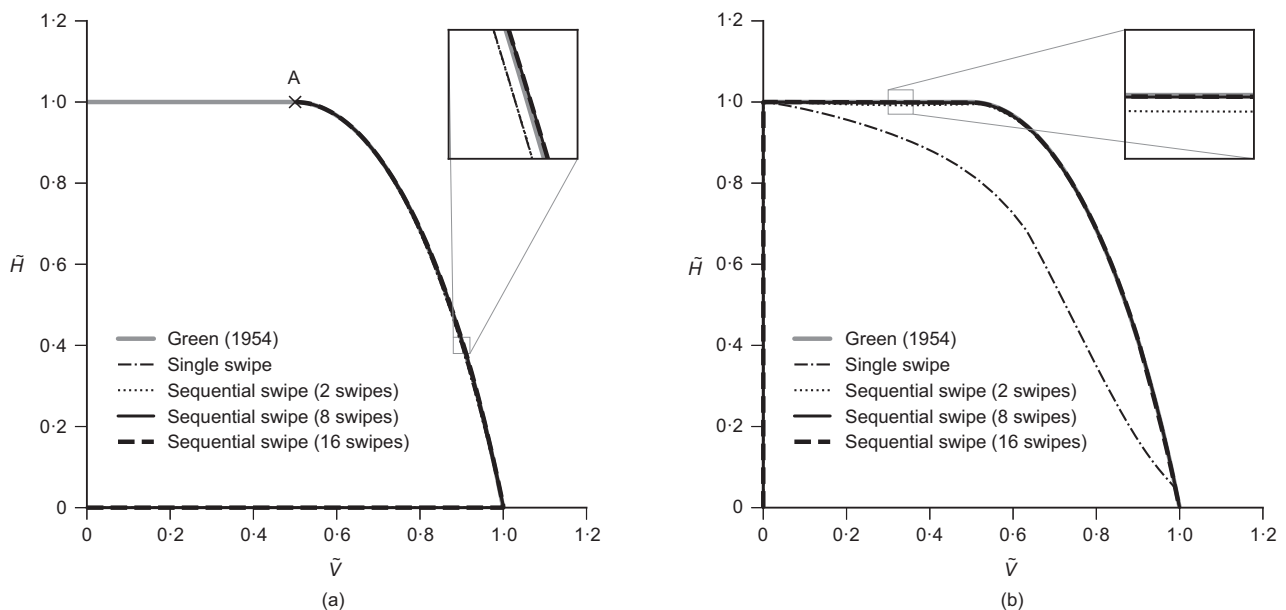 1·2
A
1·0
0·8
0·6
H̃
Green (1954)
0·4
Single swipe
Sequential swipe (2 swipes)
0·2
Sequential swipe (8 swipes)
Sequential swipe (16 swipes)
0
0 0·2 0·4 0·6 0·8 1·0 1·2
Ṽ
(a)
1·2
1·0
0·8
0·6
H̃
Green (1954)
0·4
Single swipe
Sequential swipe (2 swipes)
0·2
Sequential swipe (8 swipes)
Sequential swipe (16 swipes)
0
0 0·2 0·4 0·6 0·8 1·0 1·2
Ṽ
(b)